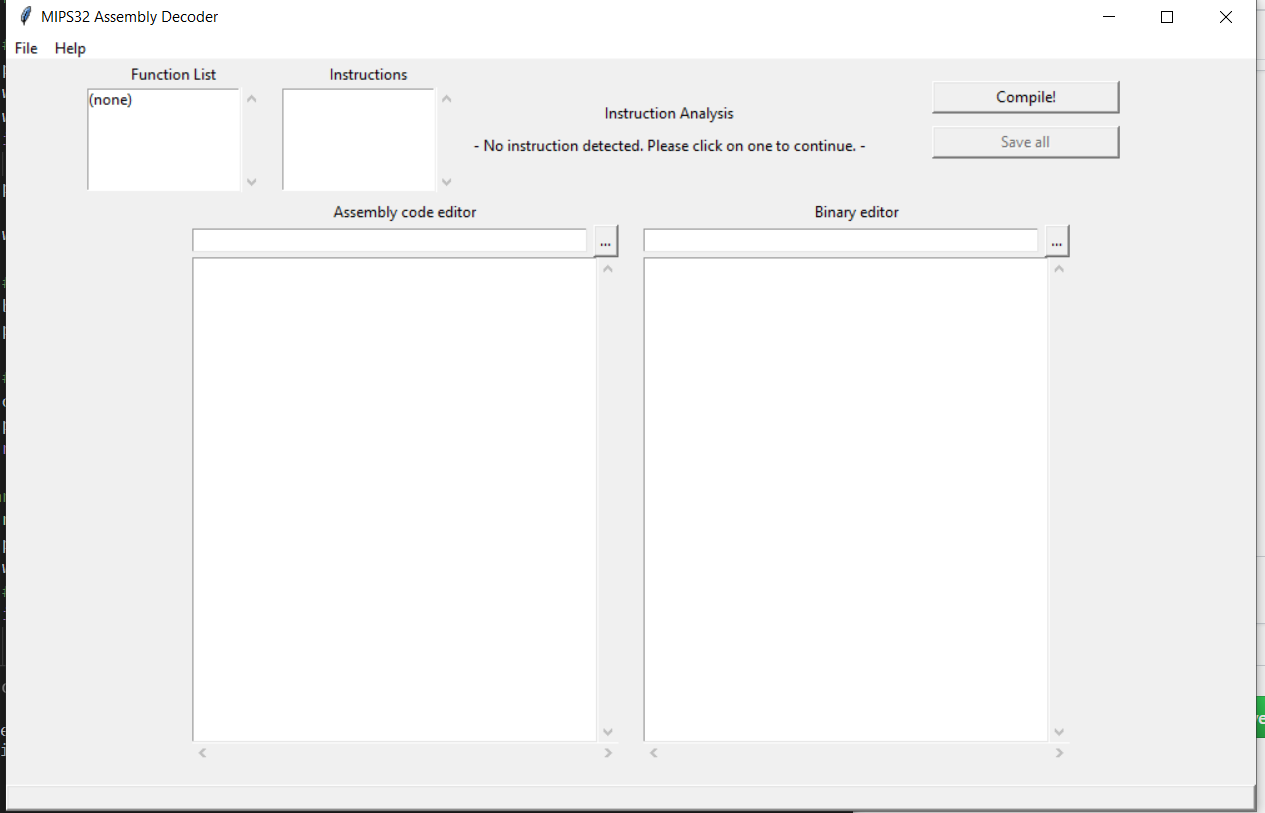 MIPS32 Assembly Decoder
File Help
Function List
(none)
Instructions
Instruction Analysis
- No instruction detected. Please click on one to continue. -
Compile!
Save all
Assembly code editor
...
Binary editor
...